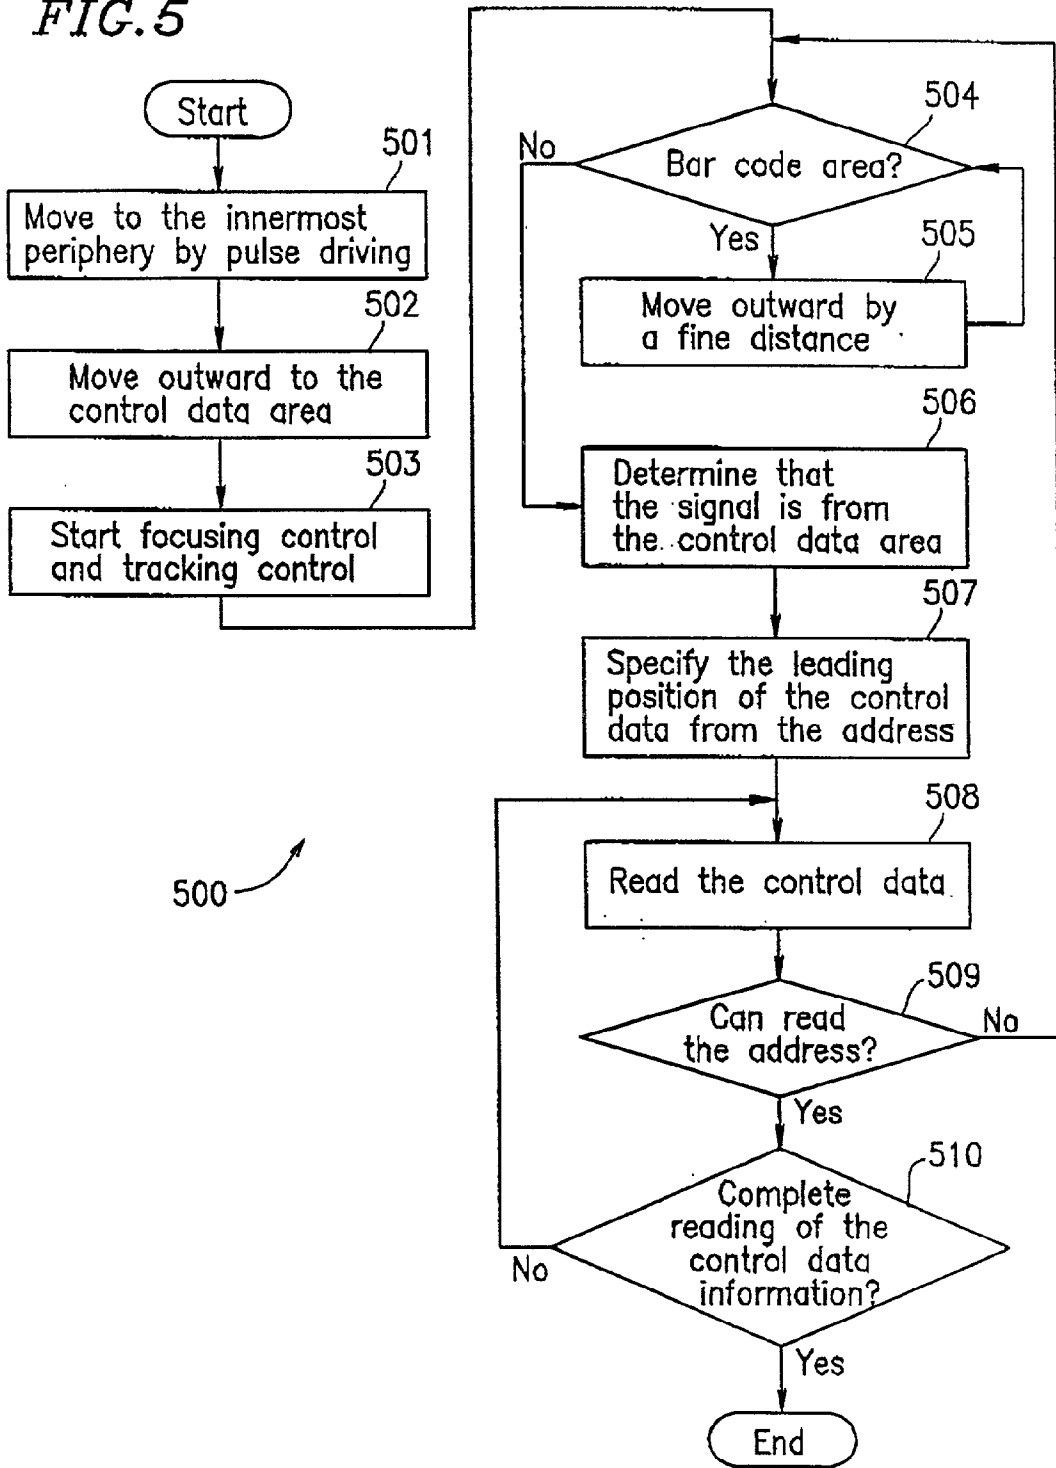 FIG.5
Start
501
Move to the innermost
periphery by pulse driving
502
Move outward to the
control data area
503
Start focusing control
and tracking control
504
Bar code area?
No
Yes
505
Move outward by
a fine distance
506
Determine that
the signal is from
the control data area
507
Specify the leading
position of the control
data from the address
508
Read the control data
500
509
Can read
the address?
No
Yes
510
Complete
reading of the
control data
information?
No
Yes
End